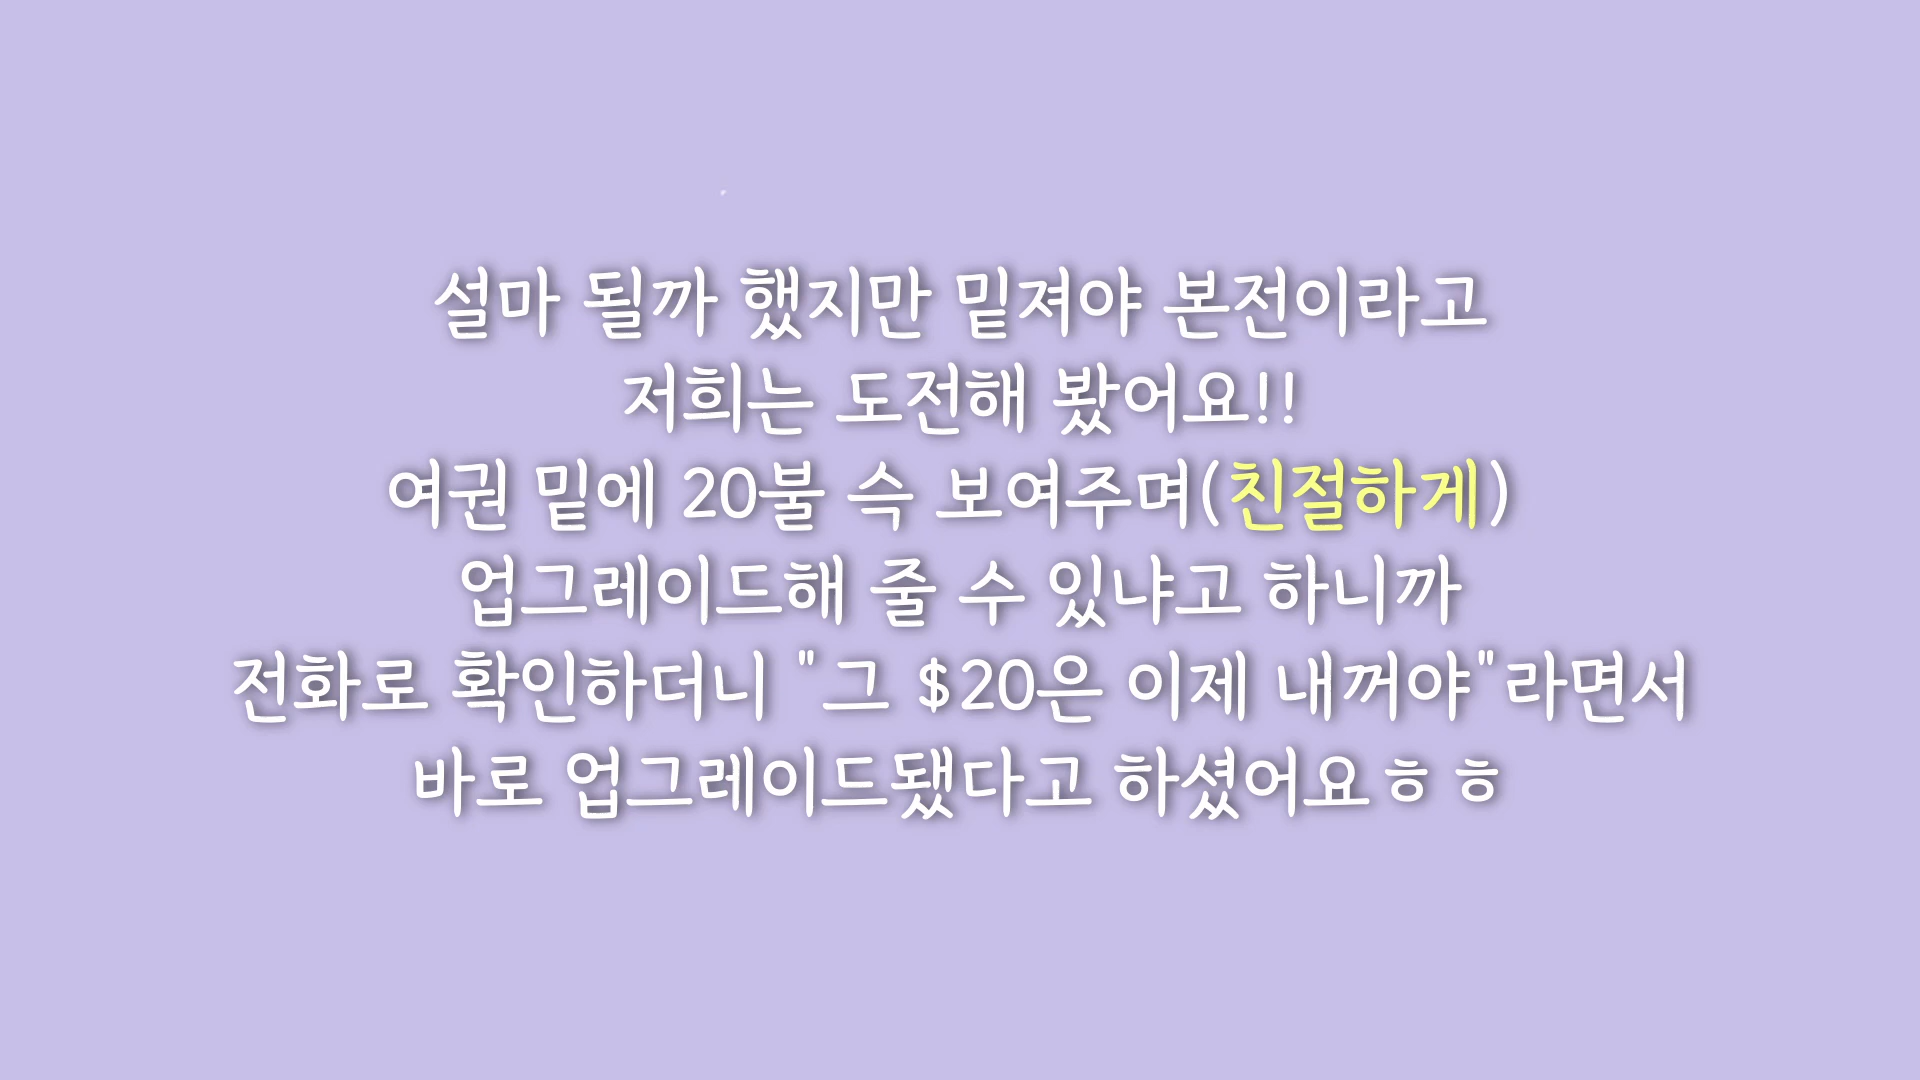 설마 될까 했지만 밑져야 본전이라고
저희는 도전해 봤어요!!
여권 밑에 20불 슥 보여주며(친절하게)
업그레이드해 줄 수 있냐고 하니까
전화로 확인하더니 "그 $20은 이제 내꺼야"라면서
바로 업그레이드됐다고 하셨어요ㅎㅎ